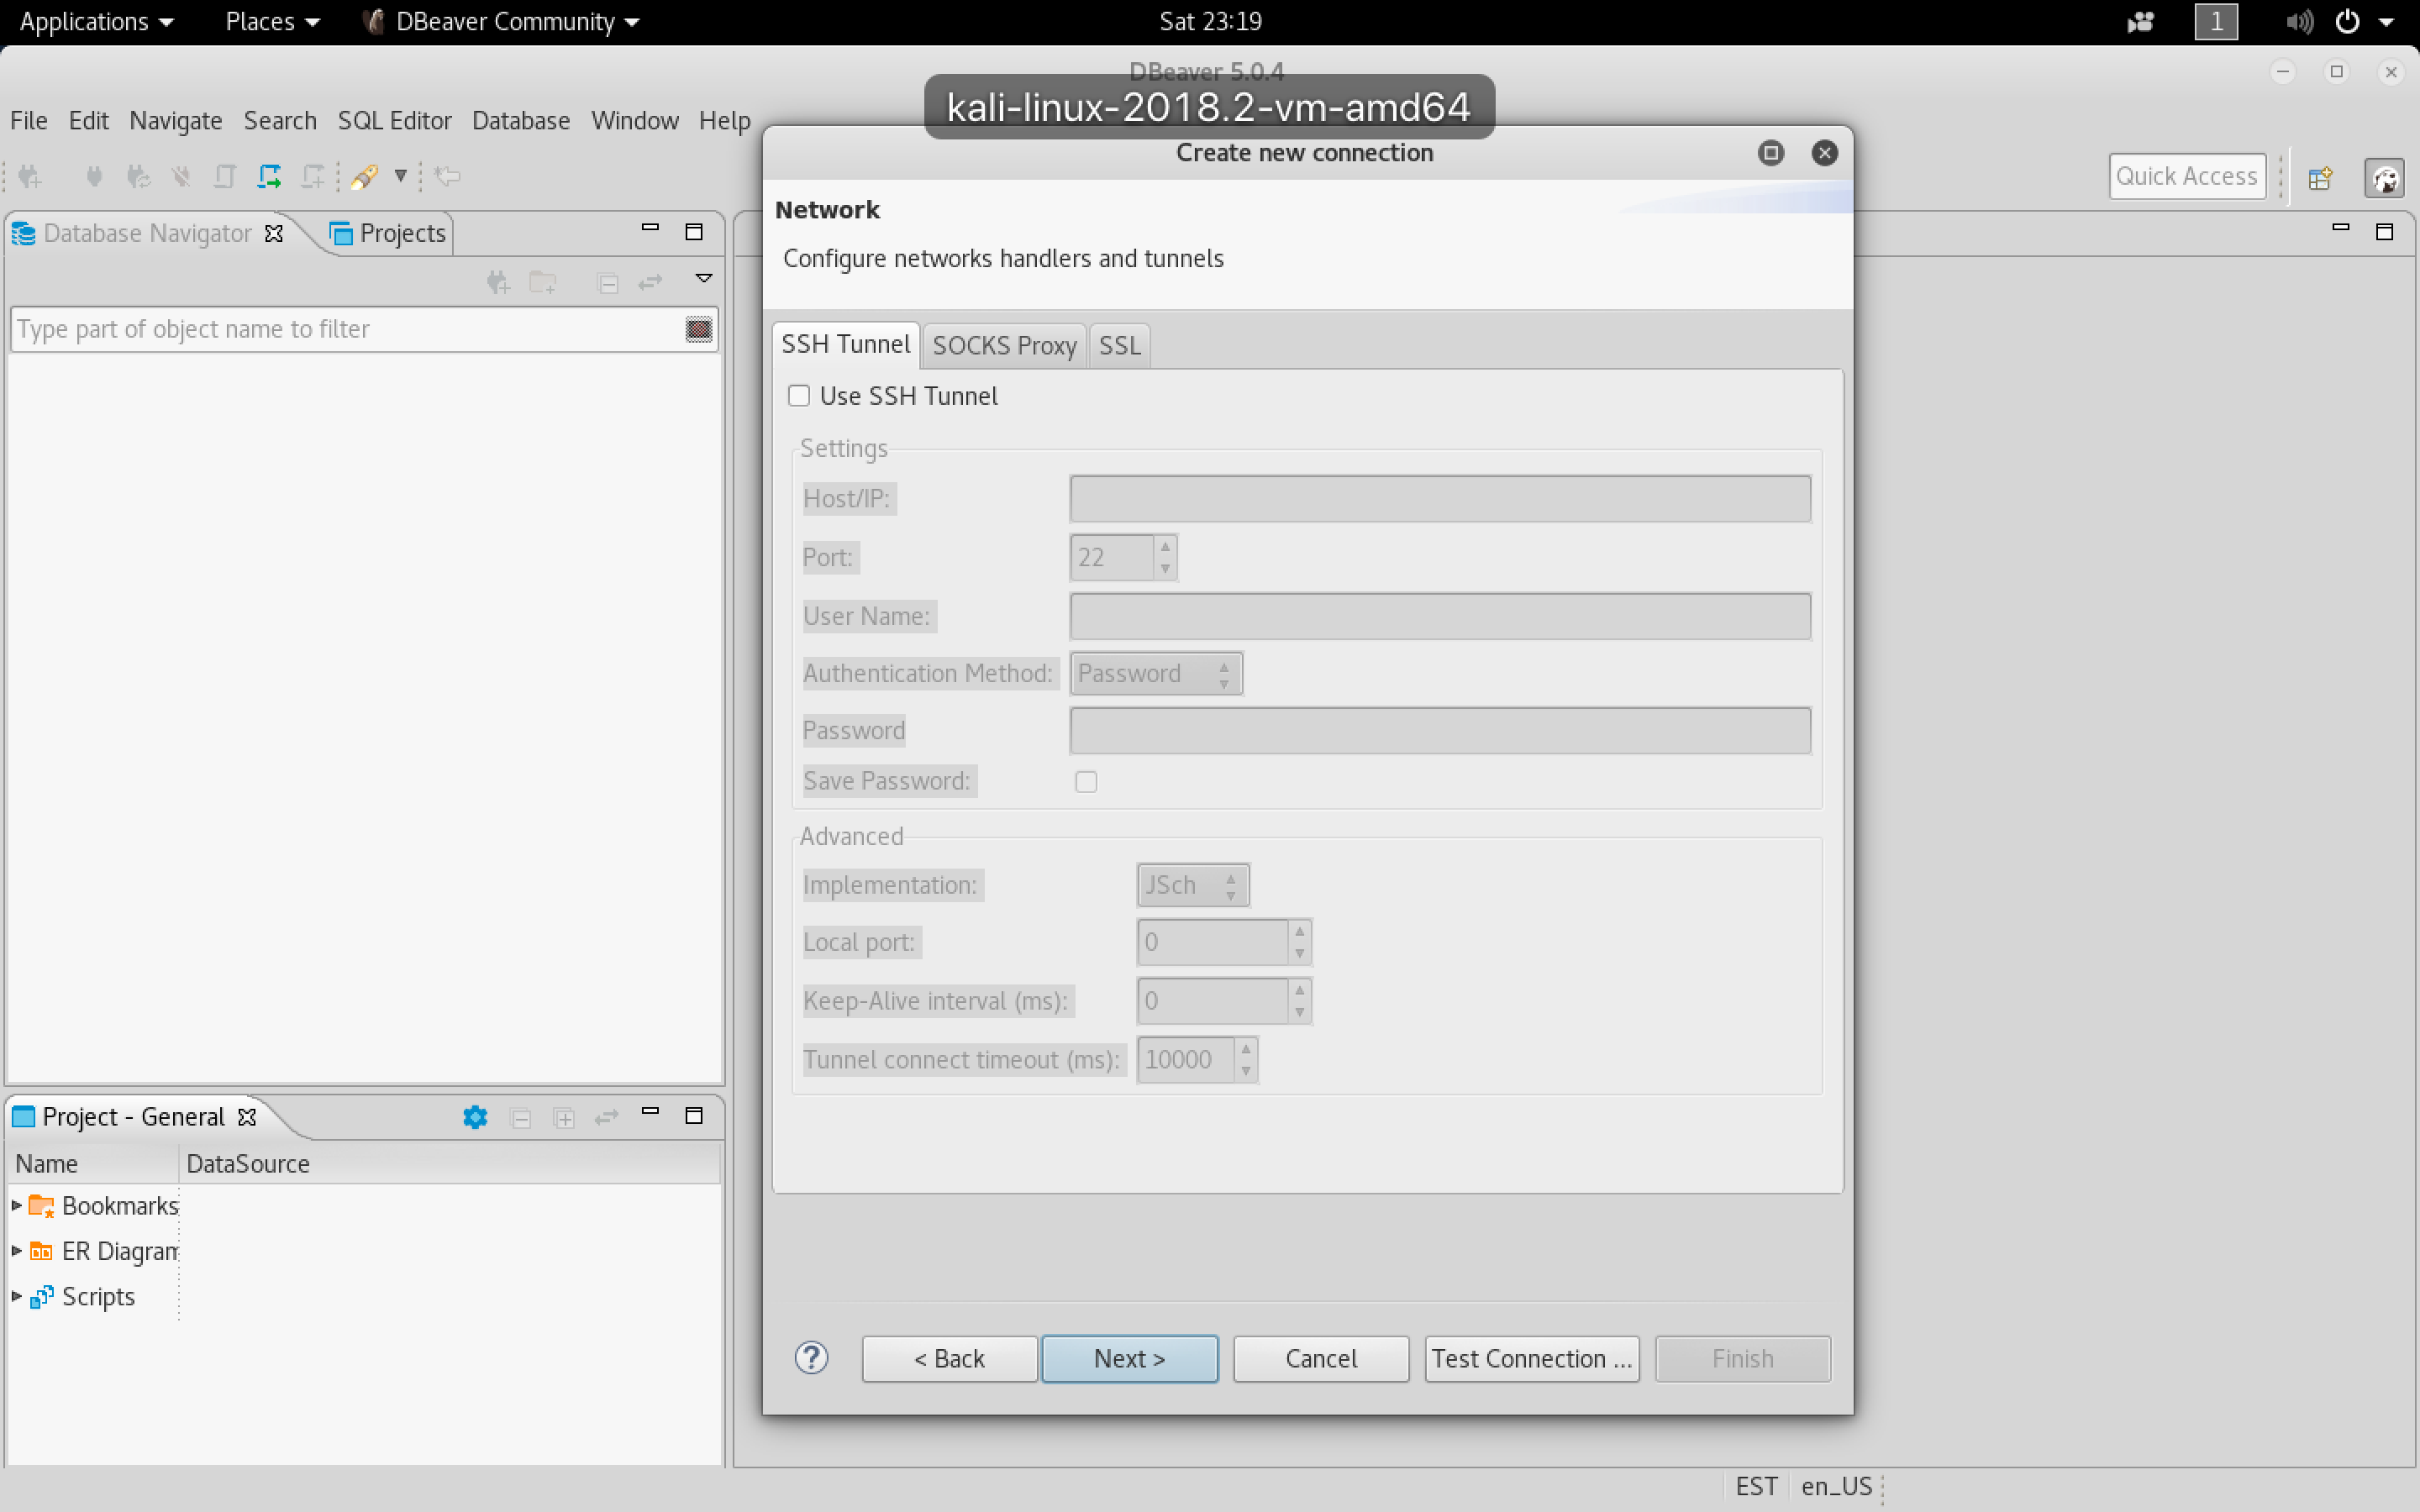 Applications Places DBeaver Community Sat 23:19 1
DBeaver 5.0.4
kali-linux-2018.2-vm-amd64
File Edit Navigate Search SQL Editor Database Window Help
Quick Access
Database Navigator Projects
Type part of object name to filter
Create new connection
Network
Configure networks handlers and tunnels
SSH Tunnel SOCKS Proxy SSL
Use SSH Tunnel
Settings
Host/IP:
Port: 22
User Name:
Authentication Method: Password
Password
Save Password:
Advanced
Implementation: JSch
Local port: 0
Keep-Alive interval (ms): 0
Tunnel connect timeout (ms): 10000
Project - General
Name DataSource
Bookmarks
ER Diagram
Scripts
? < Back Next > Cancel Test Connection ... Finish
EST en_US